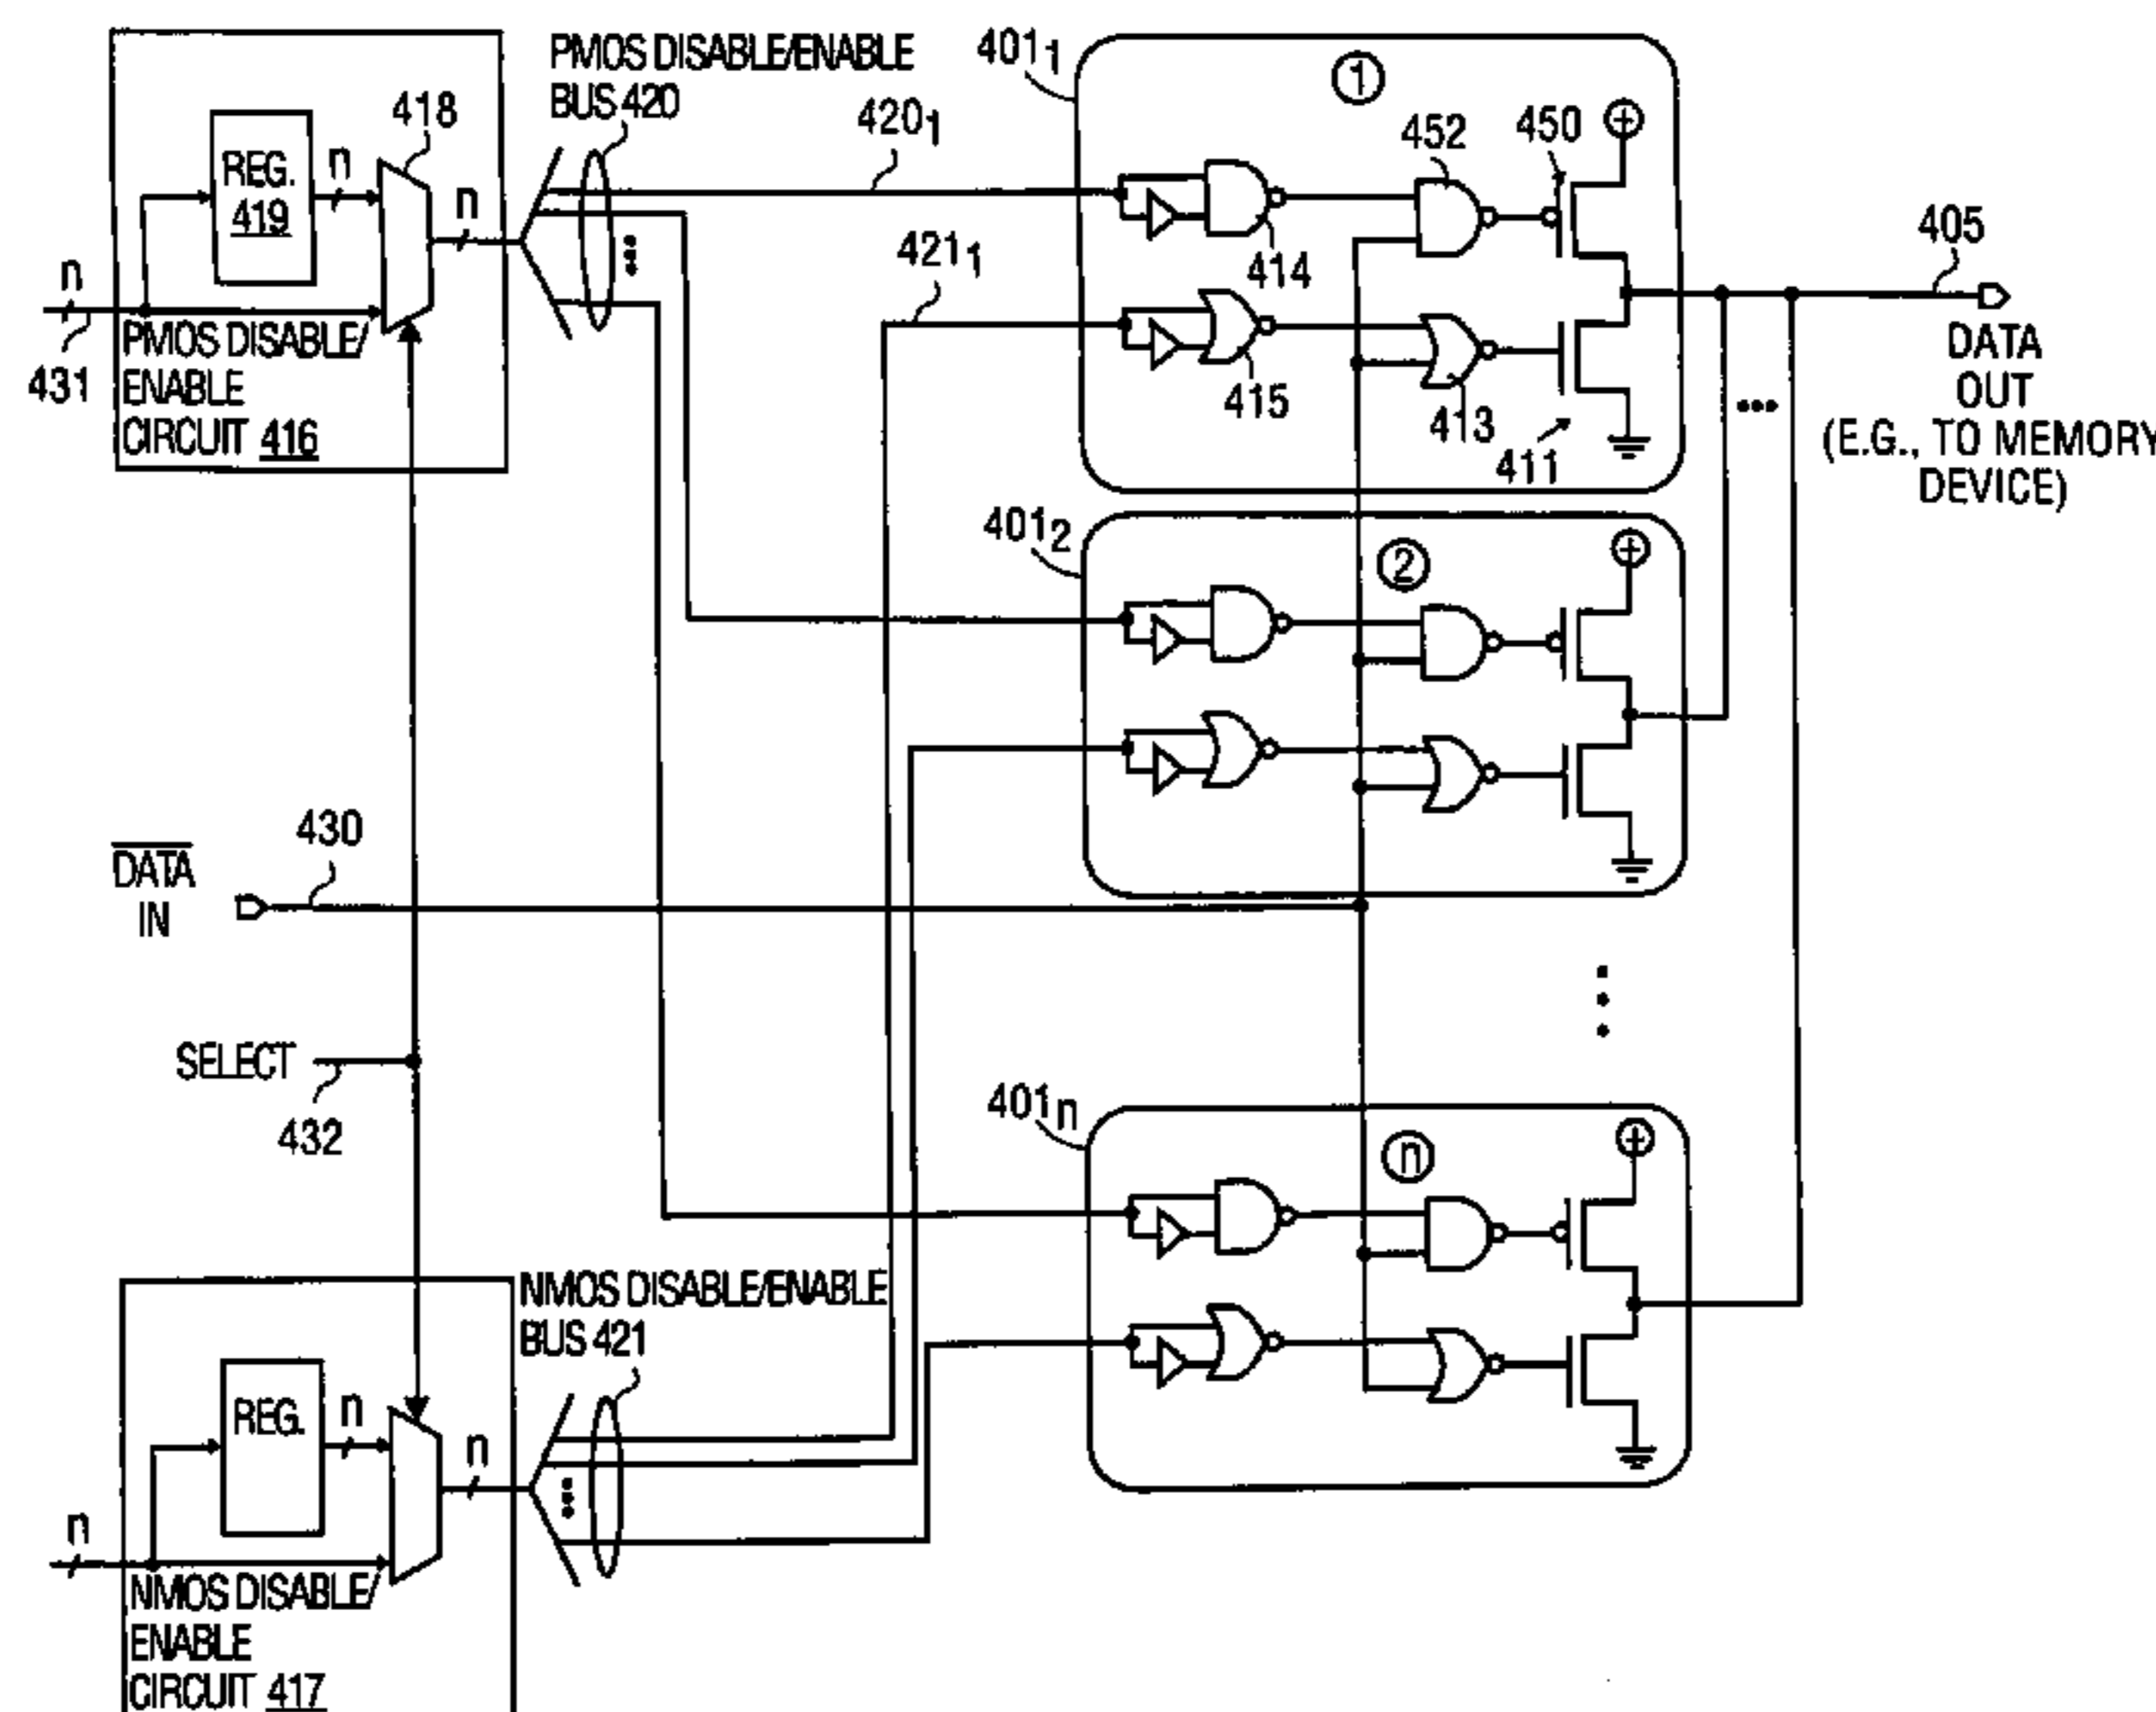 PMOS DISABLE/ENABLE
BUS 420
418
REG.
419
n
n
n
431
PMOS DISABLE/
ENABLE
CIRCUIT 416
420₁
421₁
401₁
①
452
450
414
415
413
411
405
DATA
OUT
(E.G., TO MEMORY
DEVICE)
401₂
②
DATA
IN
430
SELECT
432
401ₙ
ⓝ
NMOS DISABLE/ENABLE
BUS 421
REG.
n
n
n
NMOS DISABLE/
ENABLE
CIRCUIT 417